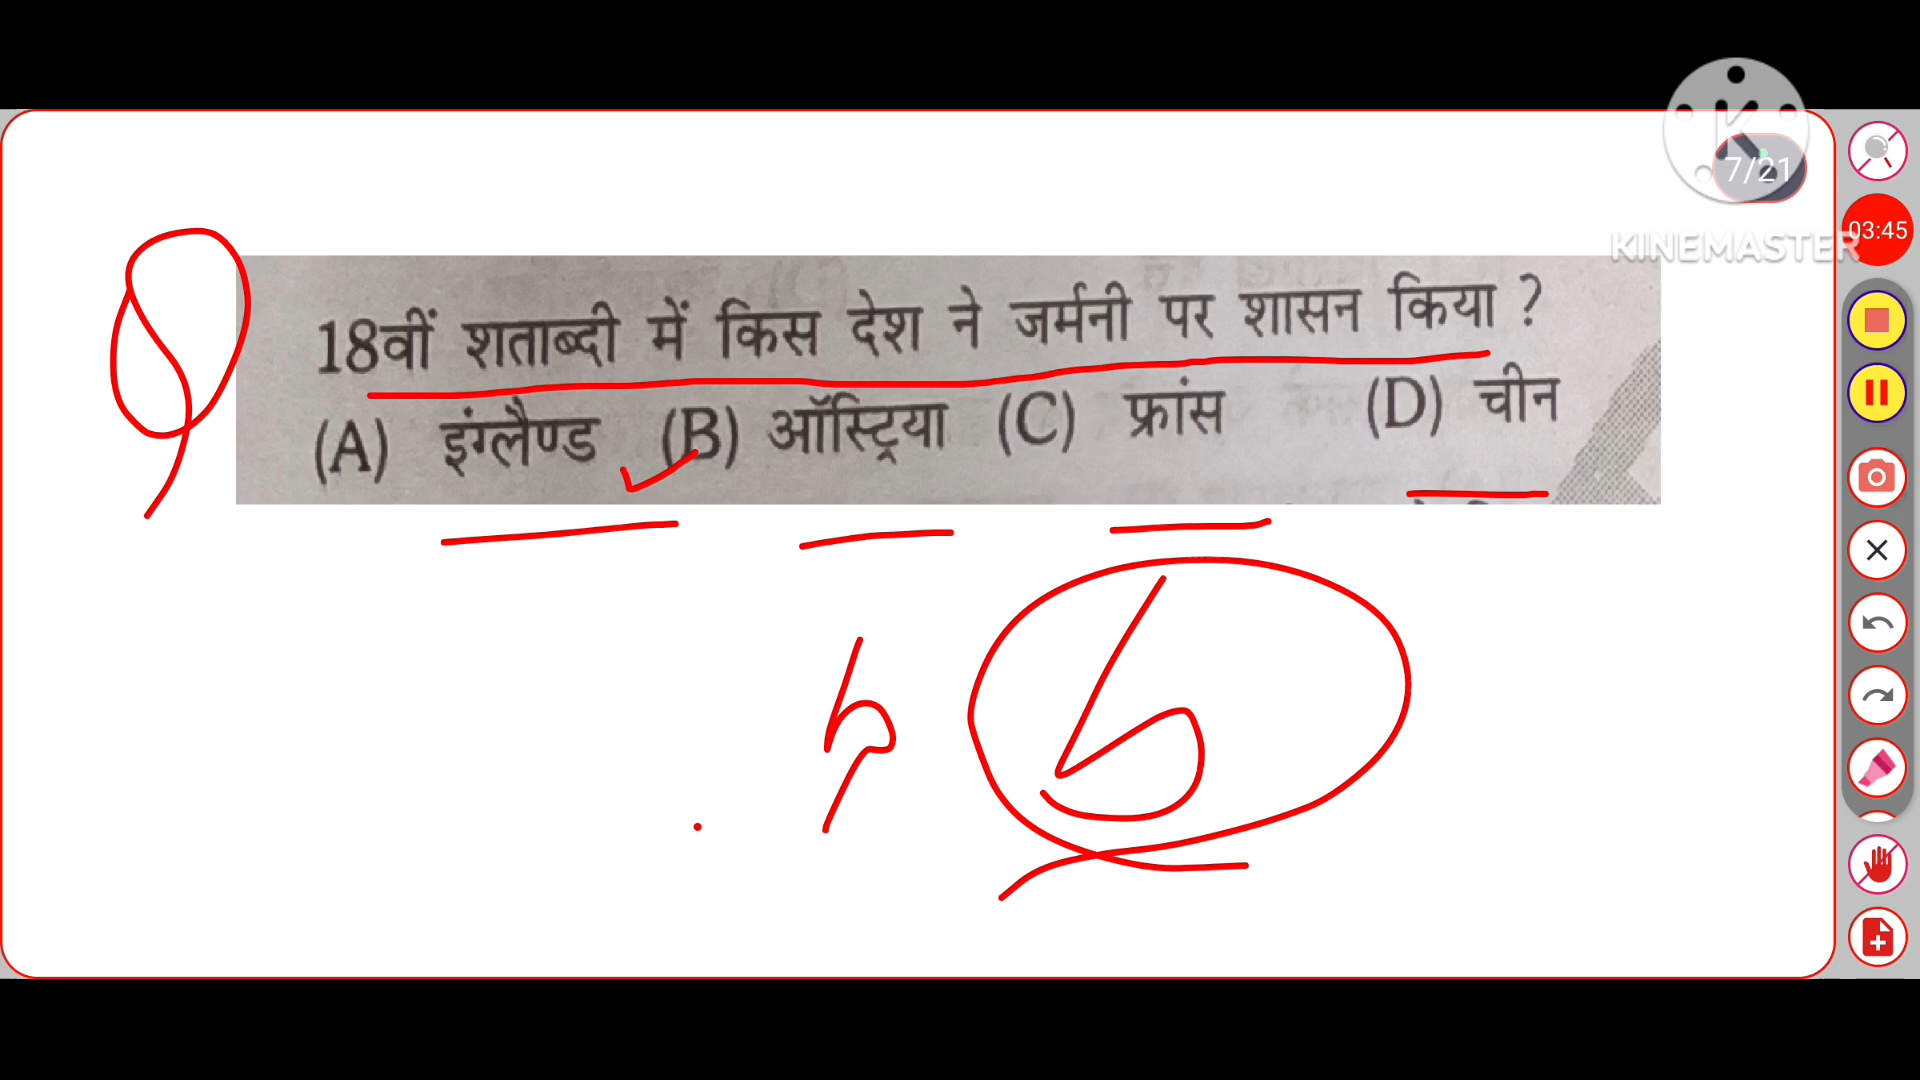 7/21
03:45
KINEMASTER
18वीं शताब्दी में किस देश ने जर्मनी पर शासन किया ?
(A) इंग्लैण्ड (B) ऑस्ट्रिया (C) फ्रांस (D) चीन